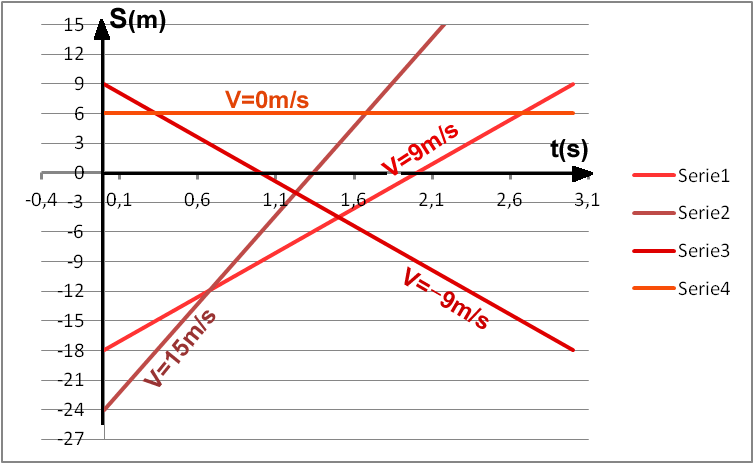 S(m)
15
12
9
6
3
0
-3
-6
-9
-12
-15
-18
-21
-24
-27
-0,4 0,1 0,6 1,1 1,6 2,1 2,6 3,1
t(s)
V=0m/s
V=9m/s
V=-9m/s
V=15m/s
Serie1
Serie2
Serie3
Serie4